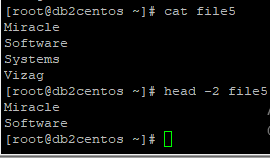 [root@db2centos ~]# cat file5
Miracle
Software
Systems
Vizag
[root@db2centos ~]# head -2 file5
Miracle
Software
[root@db2centos ~]#